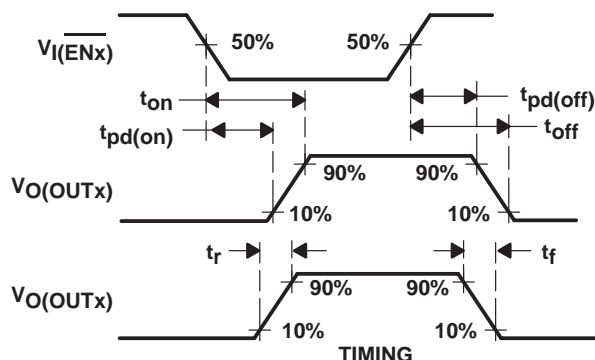 VI(ENx)
50%
50%
ton
tpd(off)
tpd(on)
toff
VO(OUTx)
90%
90%
10%
10%
tr
tf
VO(OUTx)
90%
90%
10%
10%
TIMING